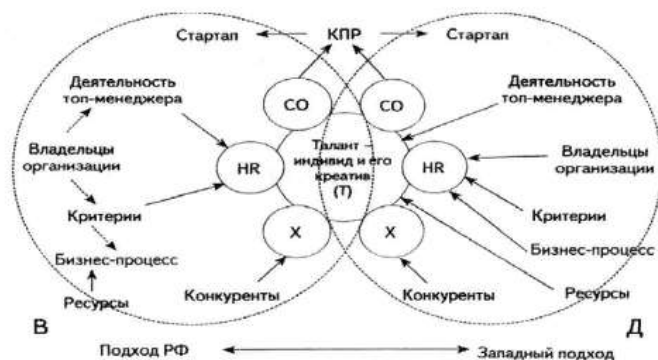 Стартап
КПР
Стартап
Деятельность
топ-менеджера
СО
СО
Деятельность
топ-менеджера
Владельцы
организации
HR
Талант –
индивид и его
креатив
(Т)
HR
Владельцы
организации
Критерии
Критерии
Бизнес-процесс
X
X
Бизнес-процесс
Ресурсы
Конкуренты
Конкуренты
Ресурсы
В
Д
Подход РФ
Западный подход